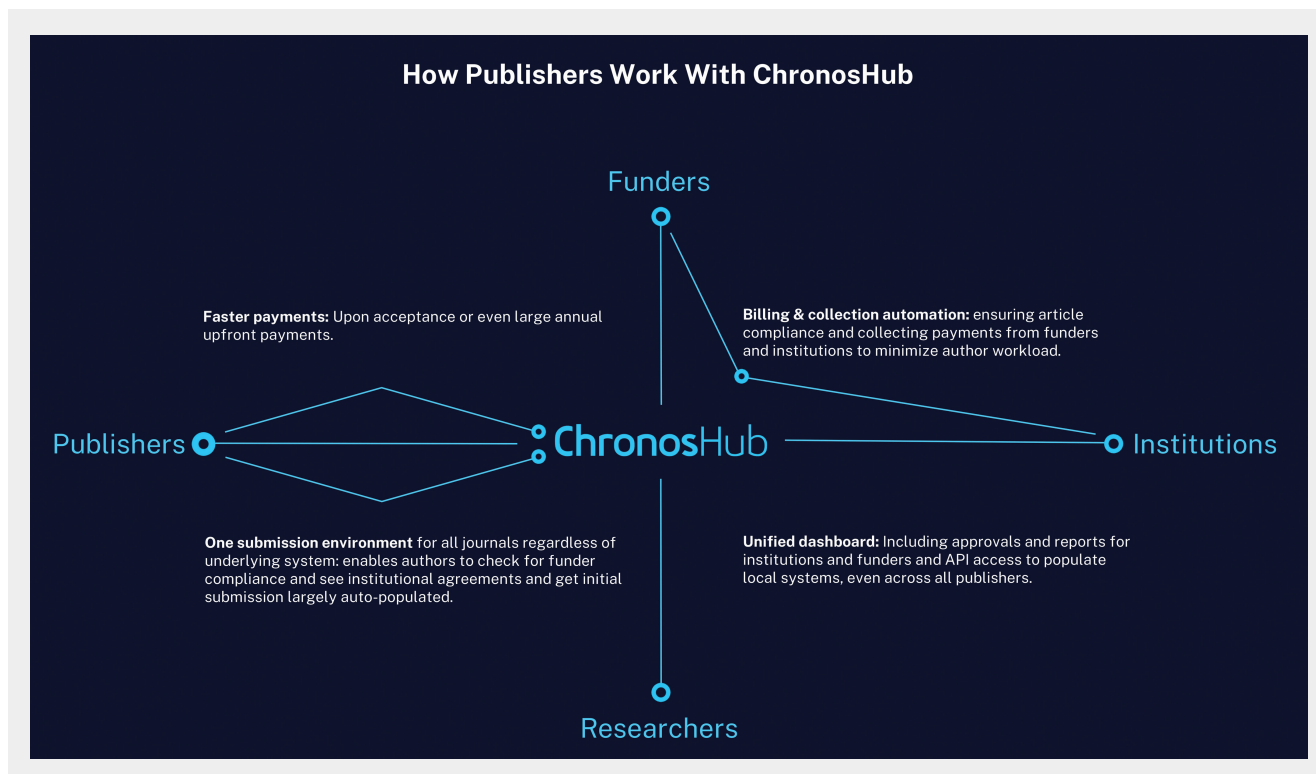 How Publishers Work With ChronosHub
Funders
Faster payments: Upon acceptance or even large annual
upfront payments.
Billing & collection automation: ensuring article
compliance and collecting payments from funders
and institutions to minimize author workload.
Publishers
ChronosHub
Institutions
One submission environment for all journals regardless of
underlying system: enables authors to check for funder
compliance and see institutional agreements and get initial
submission largely auto-populated.
Unified dashboard: Including approvals and reports for
institutions and funders and API access to populate
local systems, even across all publishers.
Researchers